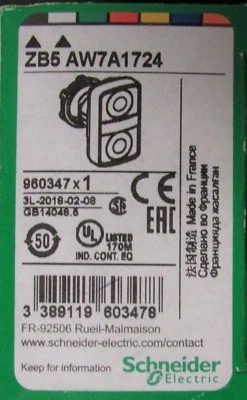 ZB5 AW7A1724
960347 x 1
3L-2018-02-08
GB14048.5
CE
50
UL
LISTED
170M
IND. CONT. EQ
EAC
法国制造 Made in France
Сделано во Франции
Францияда жасалған
3 389119 603478
FR-92506 Rueil-Malmaison
www.schneider-electric.com/contact
Keep for information
Schneider
Electric